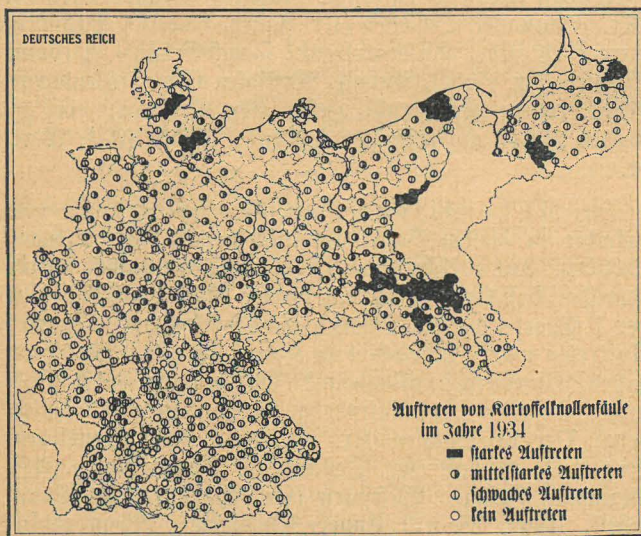 DEUTSCHES REICH
Auftreten von Kartoffelknollenfäule
im Jahre 1934
starkes Auftreten
mittelstarkes Auftreten
schwaches Auftreten
kein Auftreten